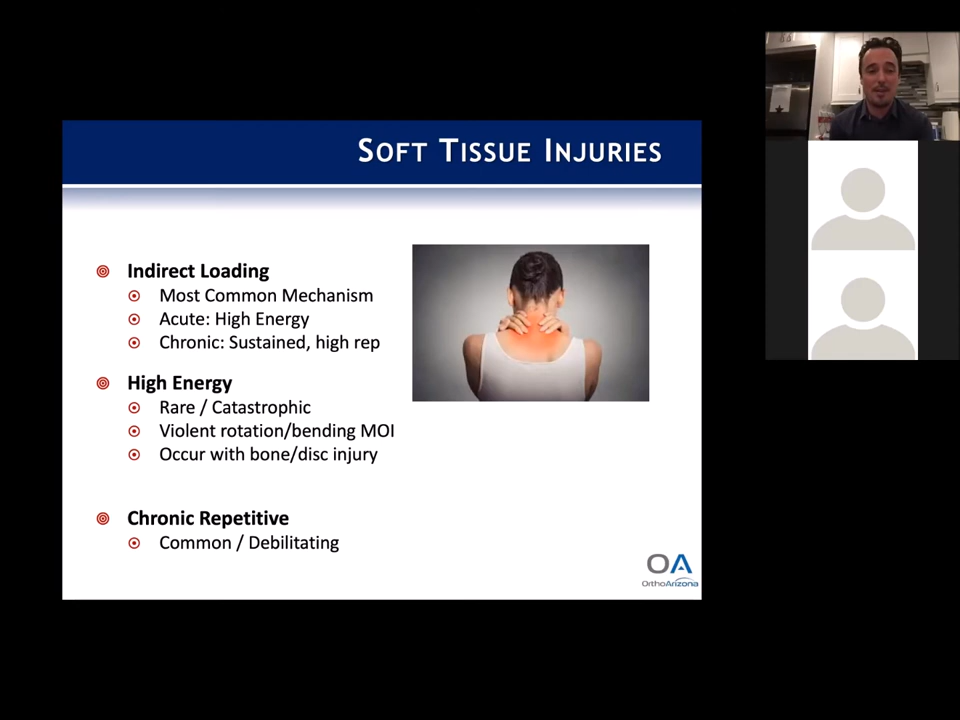 SOFT TISSUE INJURIES
Indirect Loading
Most Common Mechanism
Acute: High Energy
Chronic: Sustained, high rep
High Energy
Rare / Catastrophic
Violent rotation/bending MOI
Occur with bone/disc injury
Chronic Repetitive
Common / Debilitating
OA
OrthoArizona